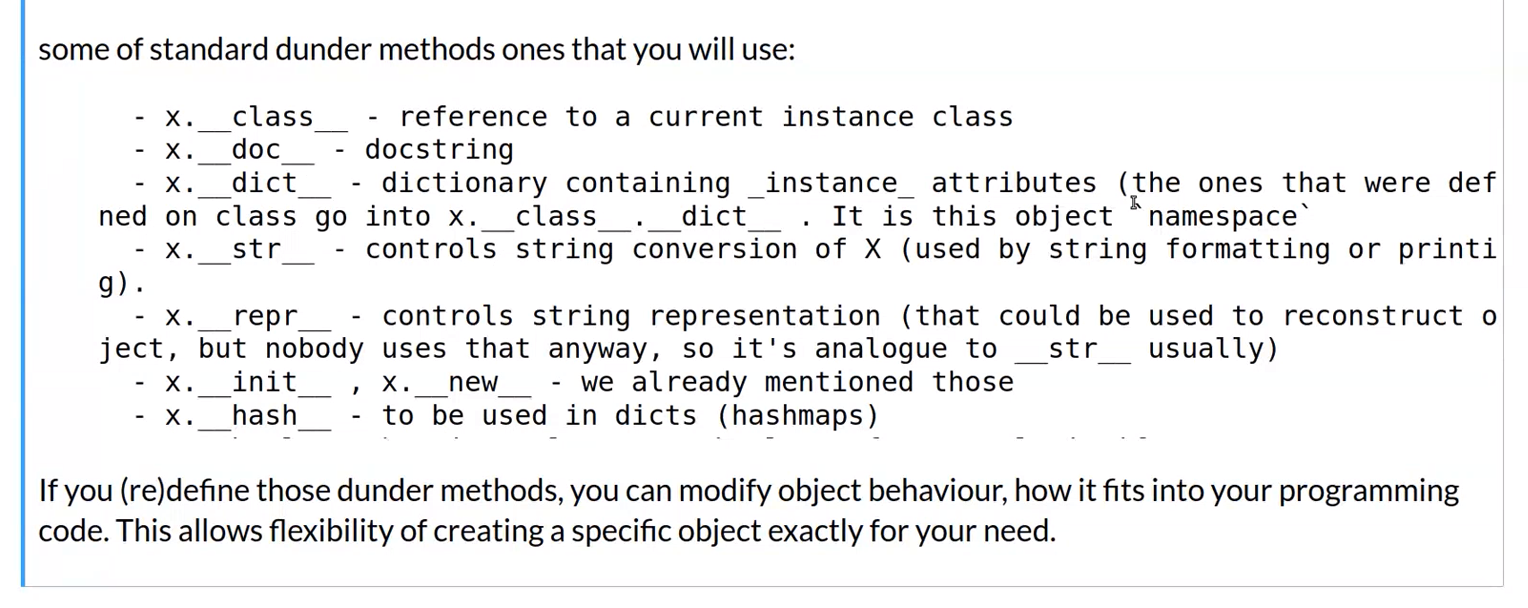 some of standard dunder methods ones that you will use:
- x.__class__ - reference to a current instance class
- x.__doc__ - docstring
- x.__dict__ - dictionary containing _instance_ attributes (the ones that were def
ned on class go into x.__class__.__dict__ . It is this object `namespace`
- x.__str__ - controls string conversion of X (used by string formatting or printi
g).
- x.__repr__ - controls string representation (that could be used to reconstruct o
ject, but nobody uses that anyway, so it's analogue to __str__ usually)
- x.__init__ , x.__new__ - we already mentioned those
- x.__hash__ - to be used in dicts (hashmaps)
If you (re)define those dunder methods, you can modify object behaviour, how it fits into your programming
code. This allows flexibility of creating a specific object exactly for your need.